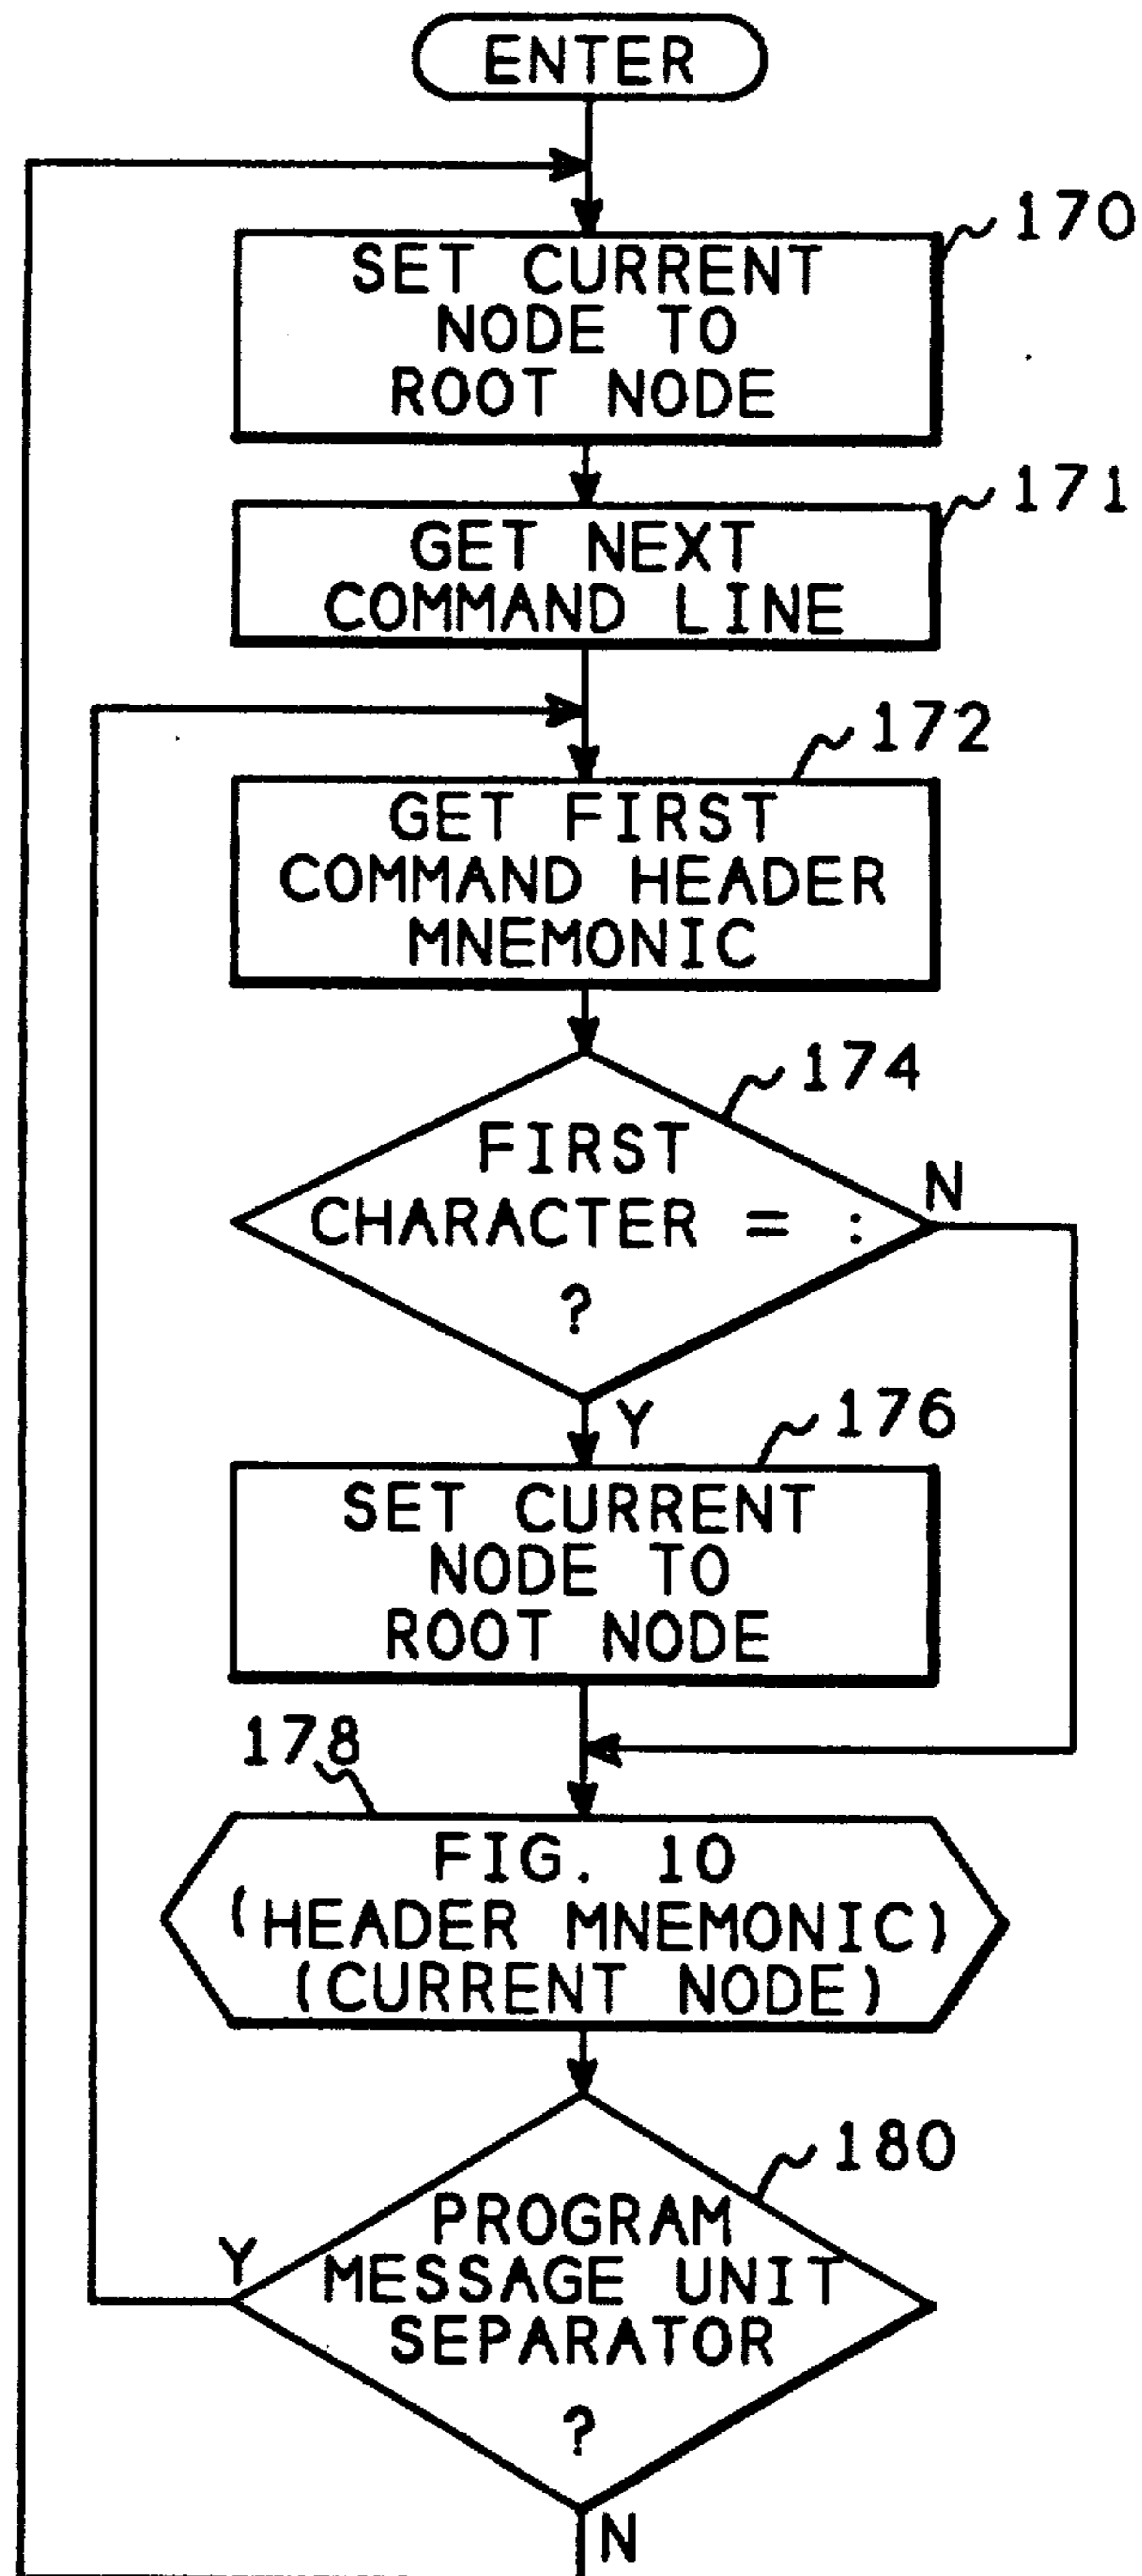 ENTER
170
SET CURRENT
NODE TO
ROOT NODE
171
GET NEXT
COMMAND LINE
172
GET FIRST
COMMAND HEADER
MNEMONIC
174
FIRST
CHARACTER = :
?
N
Y
176
SET CURRENT
NODE TO
ROOT NODE
178
FIG. 10
(HEADER MNEMONIC)
(CURRENT NODE)
180
PROGRAM
MESSAGE UNIT
SEPARATOR
?
Y
N